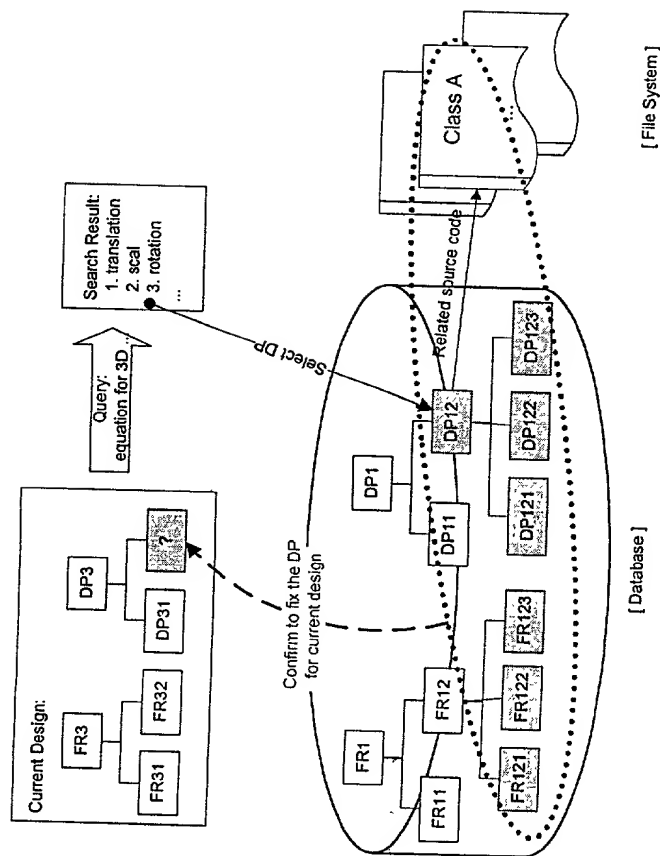 Current Design:
FR3
DP3
FR31
FR32
DP31
?
Query:
equation for 3D ...
Search Result:
1. translation
2. scal
3. rotation
...
Select DP
Confirm to fix the DP
for current design
FR1
DP1
FR11
FR12
DP11
DP12
FR121
FR122
FR123
DP121
DP122
DP123
Related source code
Class A
...
[ Database ]
[ File System ]